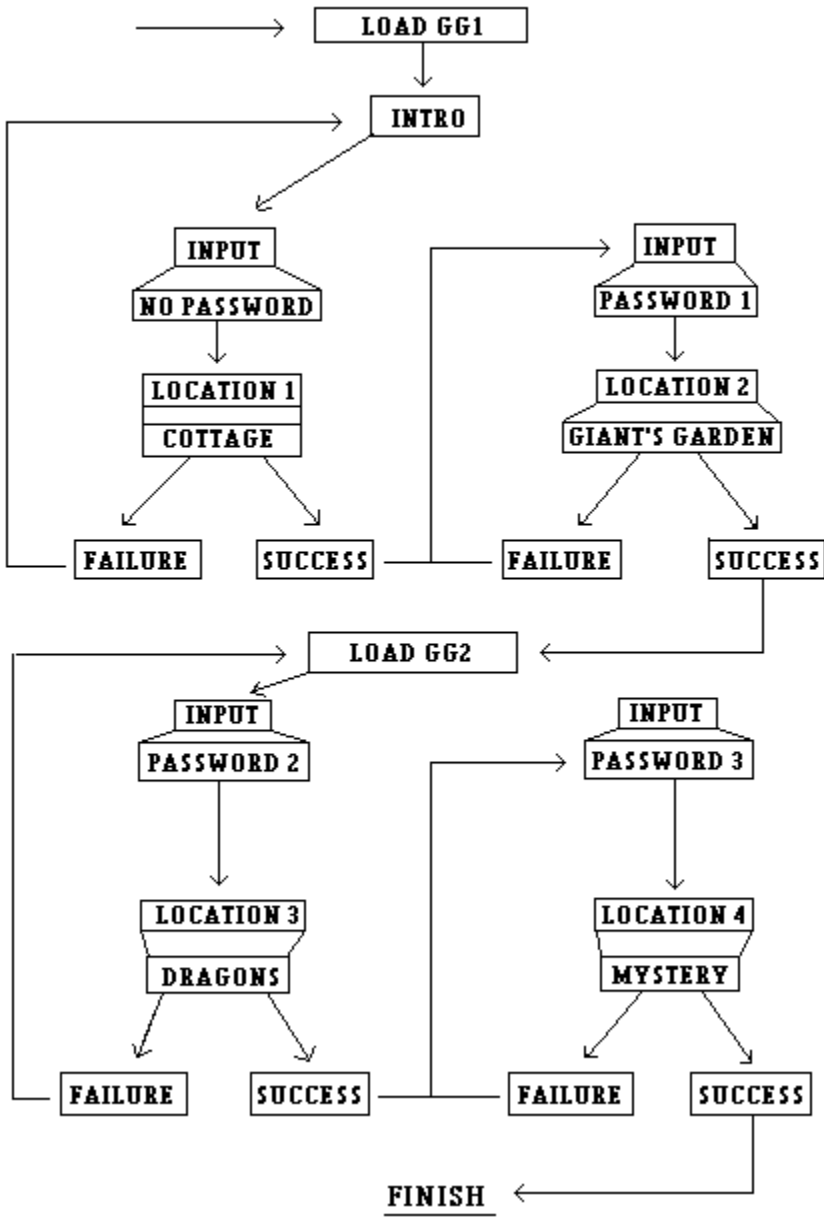 LOAD GG1
INTRO
INPUT
NO PASSWORD
LOCATION 1
COTTAGE
FAILURE
SUCCESS
INPUT
PASSWORD 1
LOCATION 2
GIANT'S GARDEN
FAILURE
SUCCESS
LOAD GG2
INPUT
PASSWORD 2
LOCATION 3
DRAGONS
FAILURE
SUCCESS
INPUT
PASSWORD 3
LOCATION 4
MYSTERY
FAILURE
SUCCESS
FINISH